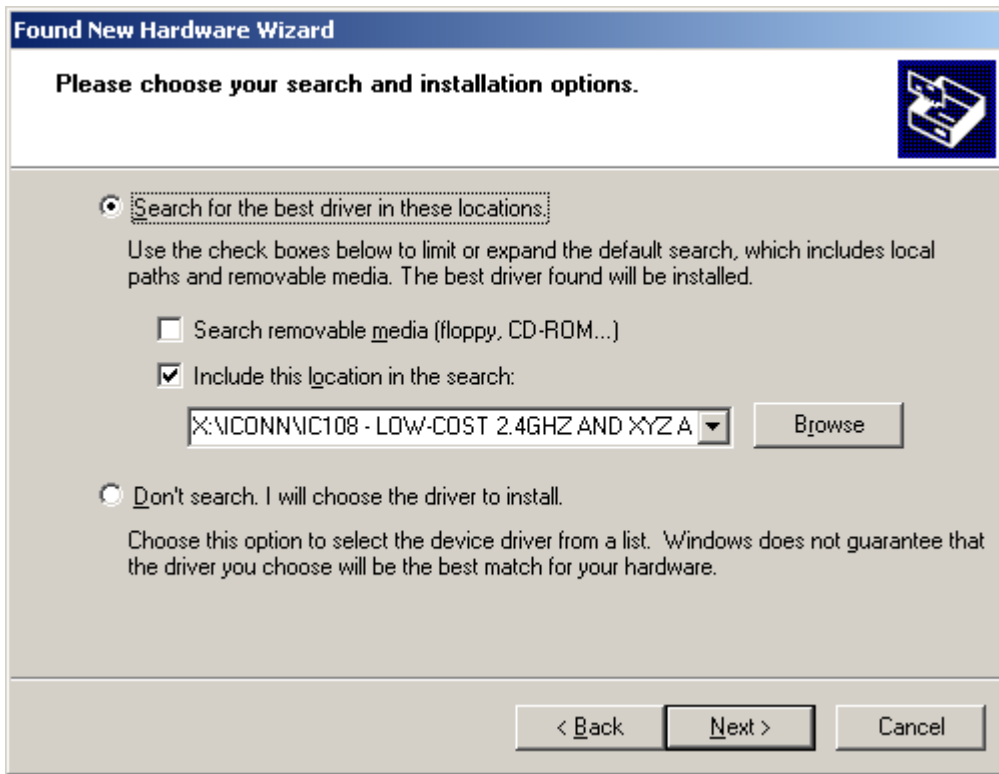 Found New Hardware Wizard
Please choose your search and installation options.
Search for the best driver in these locations.
Use the check boxes below to limit or expand the default search, which includes local
paths and removable media. The best driver found will be installed.
Search removable media (floppy, CD-ROM...)
Include this location in the search:
X:\ICONN\IC108 - LOW-COST 2.4GHZ AND XYZ A
Browse
Don't search. I will choose the driver to install.
Choose this option to select the device driver from a list. Windows does not guarantee that
the driver you choose will be the best match for your hardware.
< Back Next > Cancel